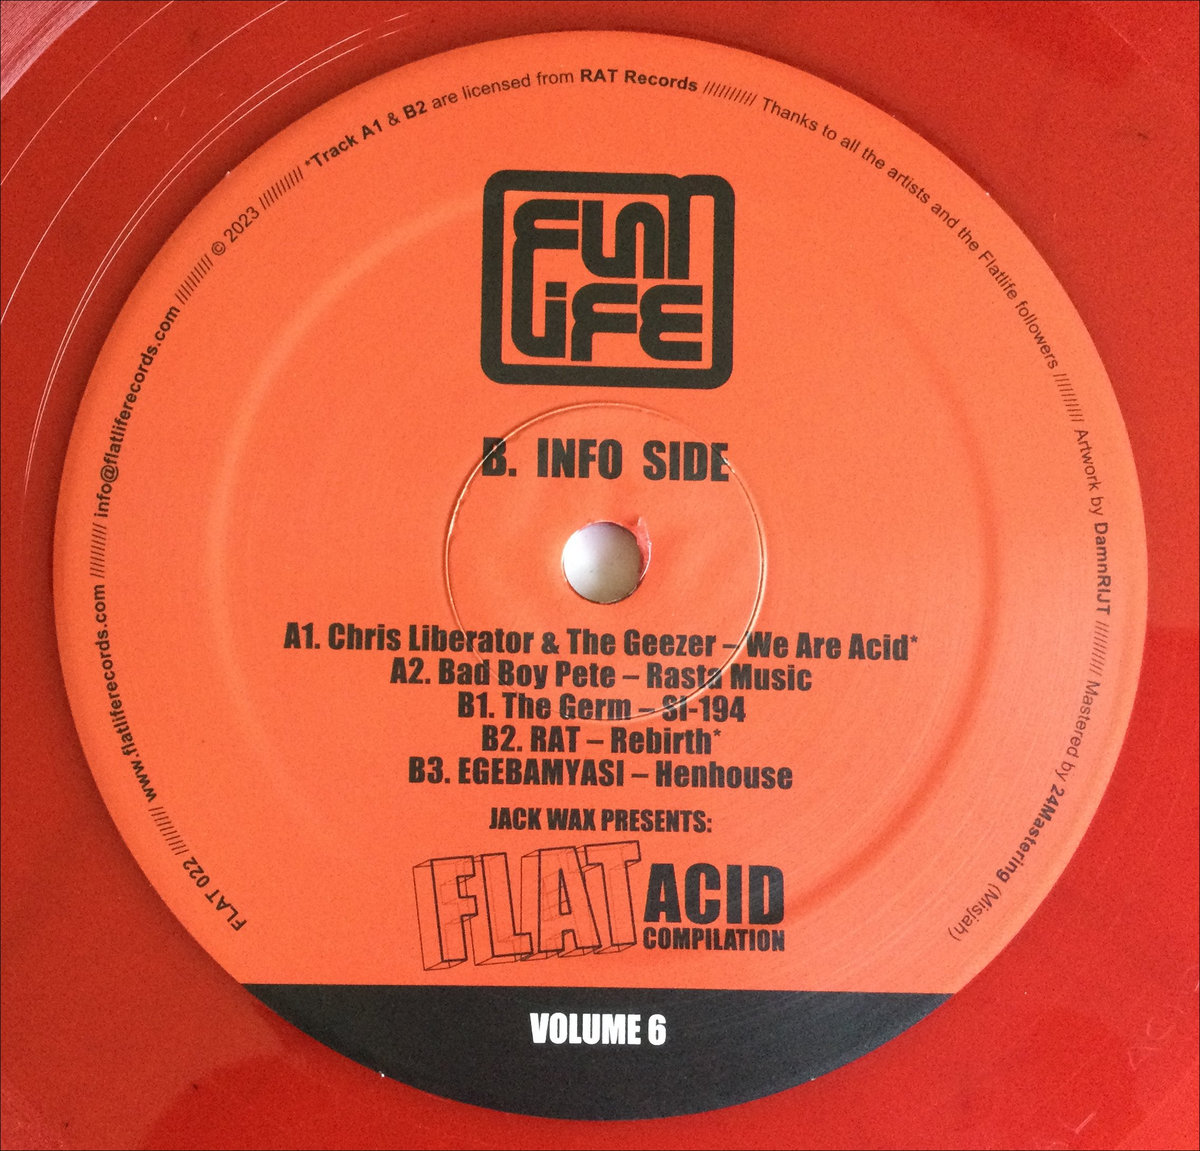 FLAT 022 ////////// www.flatliferecords.com ////////// info@flatliferecords.com ////////// © 2023 ////////// *Track A1 & B2 are licensed from RAT Records ////////// Thanks to all the artists and the Flatlife followers ////////// Artwork by DamnRIJT ////////// Mastered by 24Mastering (Misjah)
FLAT
LiFE
B. INFO SIDE
A1. Chris Liberator & The Geezer – We Are Acid*
A2. Bad Boy Pete – Rasta Music
B1. The Germ – SI-194
B2. RAT – Rebirth*
B3. EGEBAMYASI – Henhouse
JACK WAX PRESENTS:
FLAT ACID
COMPILATION
VOLUME 6